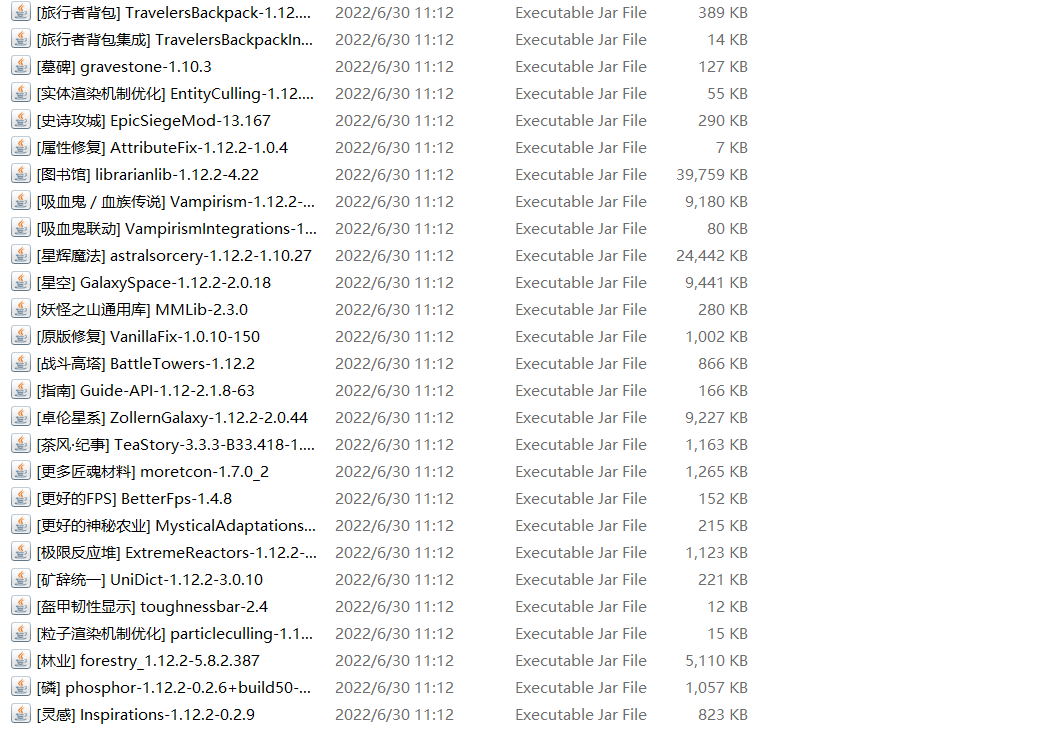 [旅行者背包] TravelersBackpack-1.12.... 2022/6/30 11:12 Executable Jar File 389 KB
[旅行者背包集成] TravelersBackpackIn... 2022/6/30 11:12 Executable Jar File 14 KB
[墓碑] gravestone-1.10.3 2022/6/30 11:12 Executable Jar File 127 KB
[实体渲染机制优化] EntityCulling-1.12.... 2022/6/30 11:12 Executable Jar File 55 KB
[史诗攻城] EpicSiegeMod-13.167 2022/6/30 11:12 Executable Jar File 290 KB
[属性修复] AttributeFix-1.12.2-1.0.4 2022/6/30 11:12 Executable Jar File 7 KB
[图书馆] librarianlib-1.12.2-4.22 2022/6/30 11:12 Executable Jar File 39,759 KB
[吸血鬼 / 血族传说] Vampirism-1.12.2-... 2022/6/30 11:12 Executable Jar File 9,180 KB
[吸血鬼联动] VampirismIntegrations-1... 2022/6/30 11:12 Executable Jar File 80 KB
[星辉魔法] astralsorcery-1.12.2-1.10.27 2022/6/30 11:12 Executable Jar File 24,442 KB
[星空] GalaxySpace-1.12.2-2.0.18 2022/6/30 11:12 Executable Jar File 9,441 KB
[妖怪之山通用库] MMLib-2.3.0 2022/6/30 11:12 Executable Jar File 280 KB
[原版修复] VanillaFix-1.0.10-150 2022/6/30 11:12 Executable Jar File 1,002 KB
[战斗高塔] BattleTowers-1.12.2 2022/6/30 11:12 Executable Jar File 866 KB
[指南] Guide-API-1.12-2.1.8-63 2022/6/30 11:12 Executable Jar File 166 KB
[卓伦星系] ZollernGalaxy-1.12.2-2.0.44 2022/6/30 11:12 Executable Jar File 9,227 KB
[茶风·纪事] TeaStory-3.3.3-B33.418-1.... 2022/6/30 11:12 Executable Jar File 1,163 KB
[更多匠魂材料] moretcon-1.7.0_2 2022/6/30 11:12 Executable Jar File 1,265 KB
[更好的FPS] BetterFps-1.4.8 2022/6/30 11:12 Executable Jar File 152 KB
[更好的神秘农业] MysticalAdaptations... 2022/6/30 11:12 Executable Jar File 215 KB
[极限反应堆] ExtremeReactors-1.12.2-... 2022/6/30 11:12 Executable Jar File 1,123 KB
[矿辞统一] UniDict-1.12.2-3.0.10 2022/6/30 11:12 Executable Jar File 221 KB
[盔甲韧性显示] toughnessbar-2.4 2022/6/30 11:12 Executable Jar File 12 KB
[粒子渲染机制优化] particleculling-1.1... 2022/6/30 11:12 Executable Jar File 15 KB
[林业] forestry_1.12.2-5.8.2.387 2022/6/30 11:12 Executable Jar File 5,110 KB
[磷] phosphor-1.12.2-0.2.6+build50-... 2022/6/30 11:12 Executable Jar File 1,057 KB
[灵感] Inspirations-1.12.2-0.2.9 2022/6/30 11:12 Executable Jar File 823 KB